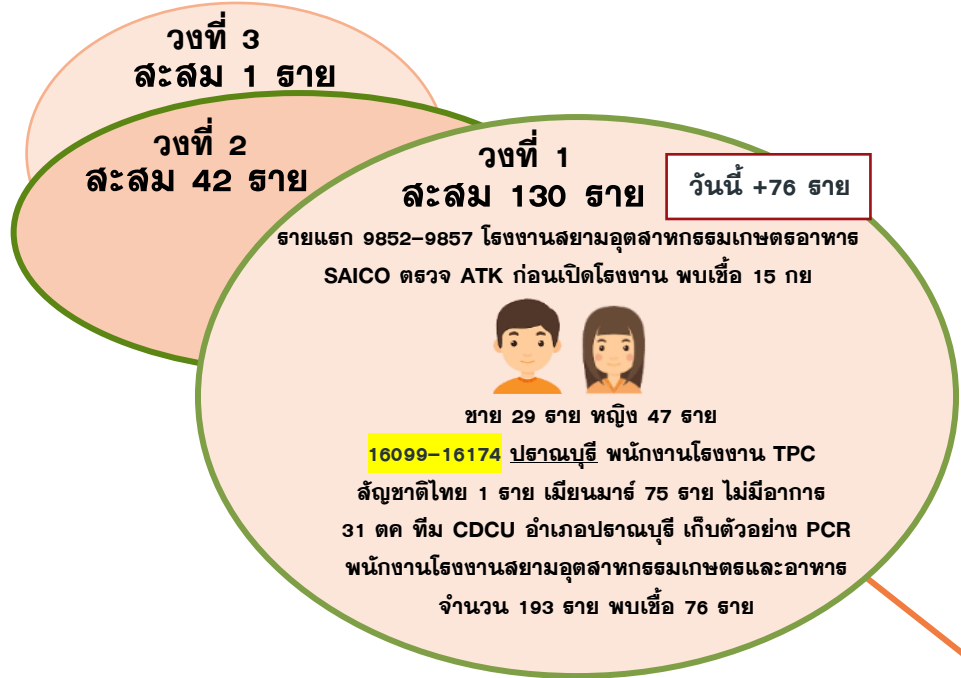 วงที่ 3
สะสม 1 ราย
วงที่ 2
สะสม 42 ราย
วงที่ 1
สะสม 130 ราย
วันนี้ +76 ราย
รายแรก 9852-9857 โรงงานสยามอุตสาหกรรมเกษตรอาหาร
SAICO ตรวจ ATK ก่อนเปิดโรงงาน พบเชื้อ 15 กย
ชาย 29 ราย หญิง 47 ราย
16099-16174 ปราณบุรี พนักงานโรงงาน TPC
สัญชาติไทย 1 ราย เมียนมาร์ 75 ราย ไม่มีอาการ
31 ตค ทีม CDCU อำเภอปราณบุรี เก็บตัวอย่าง PCR
พนักงานโรงงานสยามอุตสาหกรรมเกษตรและอาหาร
จำนวน 193 ราย พบเชื้อ 76 ราย